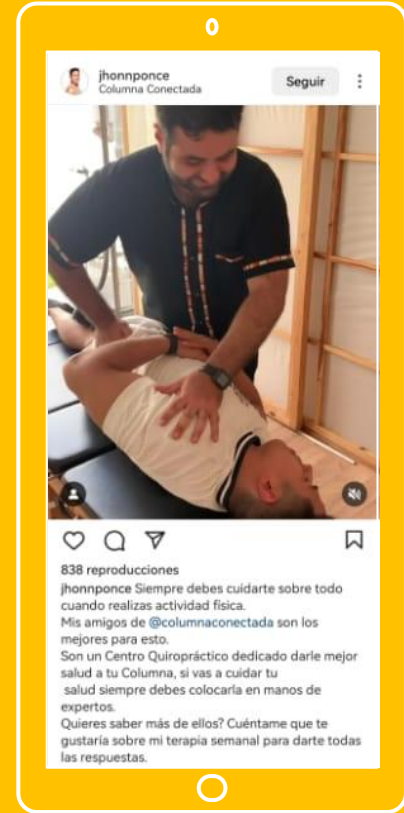 jhonnponce
Columna Conectada
Seguir
838 reproducciones
jhonnponce Siempre debes cuidarte sobre todo
cuando realizas actividad física.
Mis amigos de @columnaconectada son los
mejores para esto.
Son un Centro Quiropráctico dedicado darle mejor
salud a tu Columna, si vas a cuidar tu
salud siempre debes colocarla en manos de
expertos.
Quieres saber más de ellos? Cuéntame que te
gustaría sobre mi terapia semanal para darte todas
las respuestas.